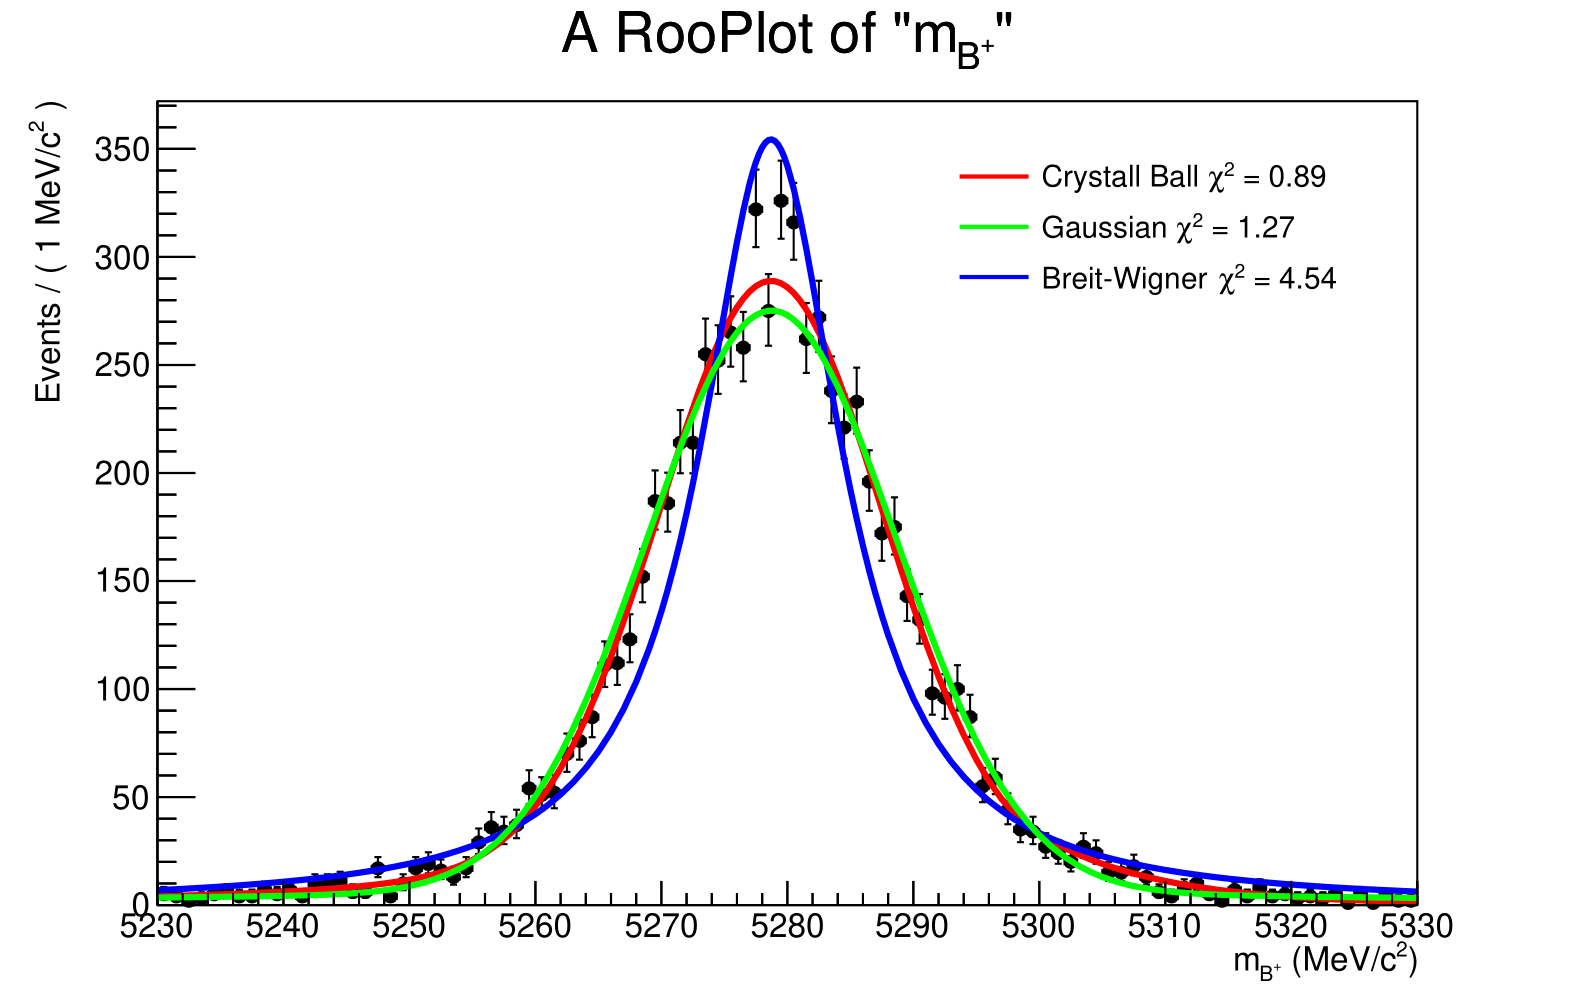 A RooPlot of "m_B⁺"
Events / ( 1 MeV/c² )
350
300
250
200
150
100
50
0
Crystall Ball χ² = 0.89
Gaussian χ² = 1.27
Breit-Wigner χ² = 4.54
5230 5240 5250 5260 5270 5280 5290 5300 5310 5320 5330
m_B⁺ (MeV/c²)